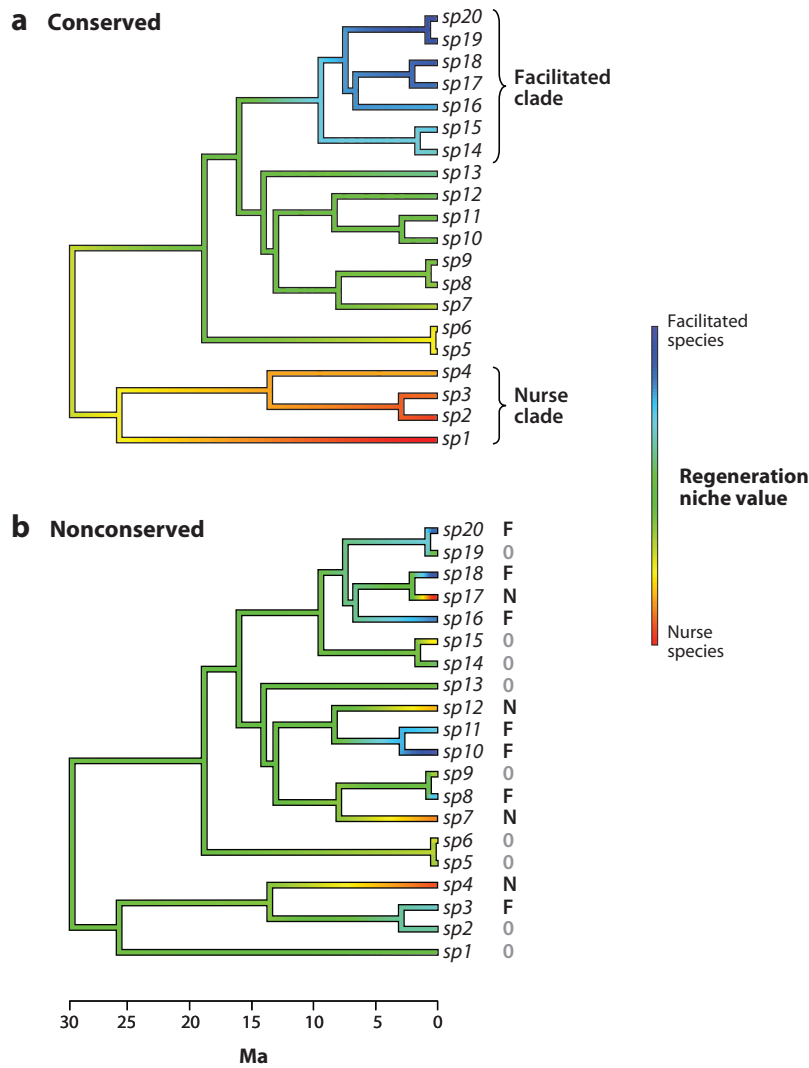 a Conserved
sp20
sp19
sp18
sp17
sp16
sp15
sp14
Facilitated
clade
sp13
sp12
sp11
sp10
sp9
sp8
sp7
sp6
sp5
sp4
sp3
sp2
sp1
Nurse
clade
Facilitated
species
Regeneration
niche value
Nurse
species
b Nonconserved
sp20 F
sp19 0
sp18 F
sp17 N
sp16 F
sp15 0
sp14 0
sp13 0
sp12 N
sp11 F
sp10 F
sp9 0
sp8 F
sp7 N
sp6 0
sp5 0
sp4 N
sp3 F
sp2 0
sp1 0
30 25 20 15 10 5 0
Ma